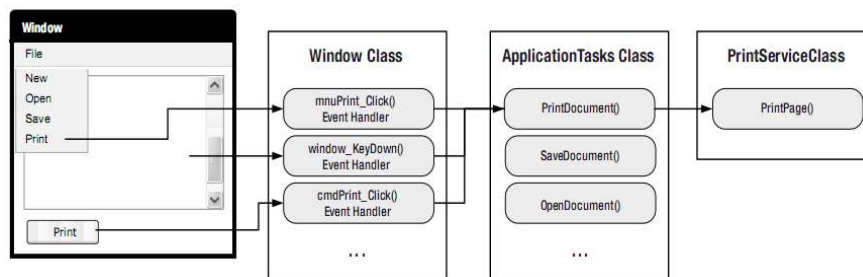 Window
File
New
Open
Save
Print
Print
Window Class
mnuPrint_Click()
Event Handler
window_KeyDown()
Event Handler
cmdPrint_Click()
Event Handler
...
ApplicationTasks Class
PrintDocument()
SaveDocument()
OpenDocument()
...
PrintServiceClass
PrintPage()